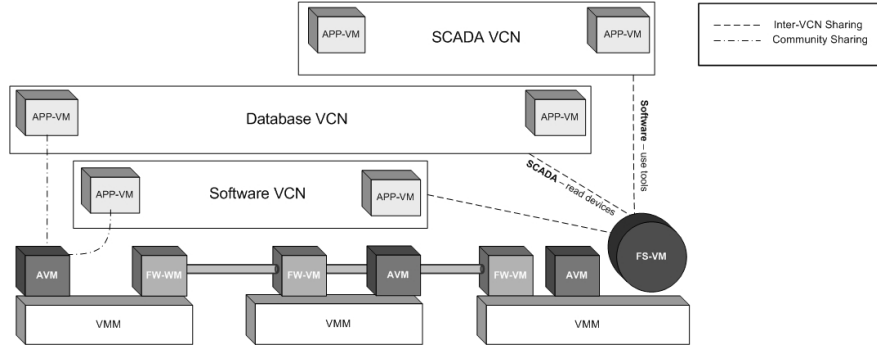 APP-VM
SCADA VCN
APP-VM
Inter-VCN Sharing
Community Sharing
APP-VM
Database VCN
APP-VM
Software – use tools
SCADA – read devices
APP-VM
Software VCN
APP-VM
AVM
FW-WM
FW-VM
AVM
FW-VM
AVM
FS-VM
VMM
VMM
VMM